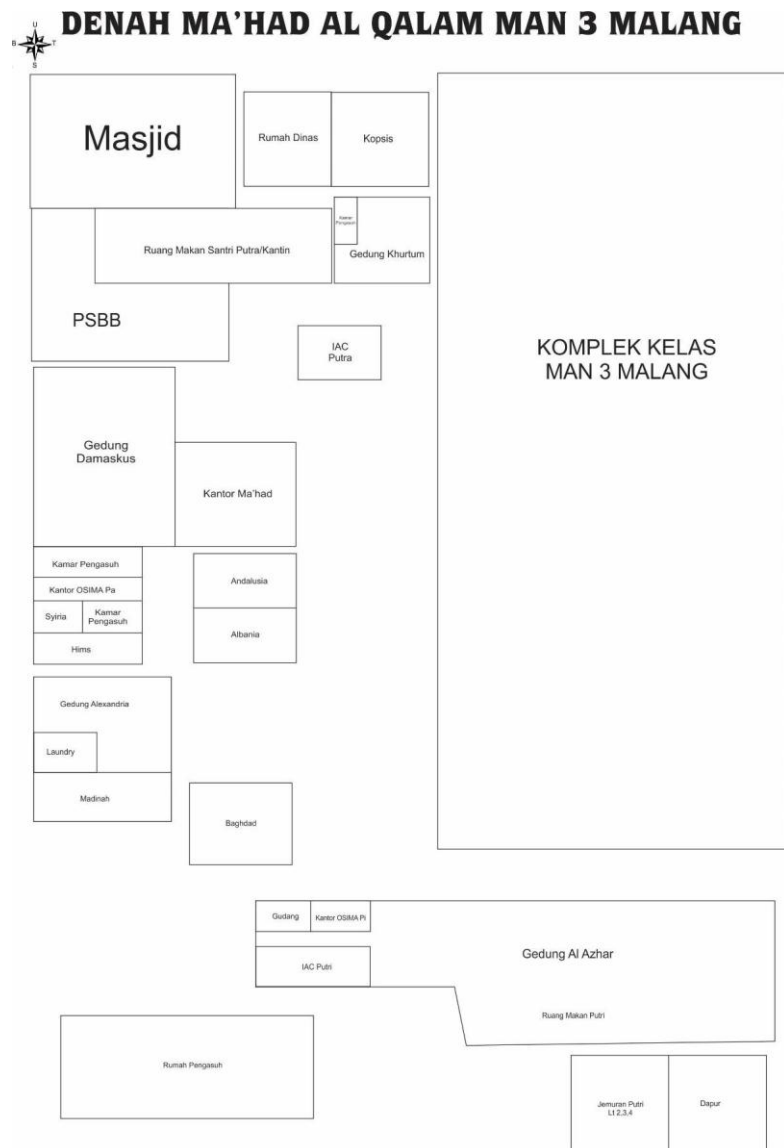 DENAH MA'HAD AL QALAM MAN 3 MALANG
U
B
T
S
Masjid
Rumah Dinas
Kopsis
Kamar
Pengasuh
Ruang Makan Santri Putra/Kantin
Gedung Khurtum
PSBB
IAC
Putra
KOMPLEK KELAS
MAN 3 MALANG
Gedung
Damaskus
Kantor Ma'had
Kamar Pengasuh
Kantor OSIMA Pa
Syiria
Kamar
Pengasuh
Hims
Andalusia
Albania
Gedung Alexandria
Laundry
Madinah
Baghdad
Gudang
Kantor OSIMA Pi
IAC Putri
Gedung Al Azhar
Ruang Makan Putri
Rumah Pengasuh
Jemuran Putri
Lt 2,3,4
Dapur